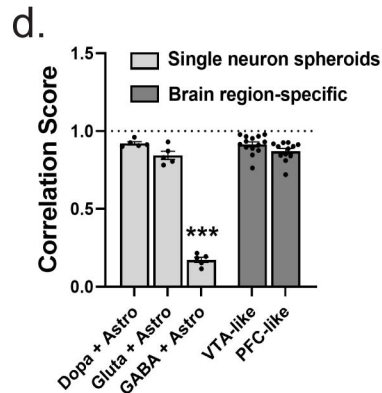 d.
Single neuron spheroids
Brain region-specific
Correlation Score
1.5
1.0
0.5
0.0
***
Dopa + Astro
Gluta + Astro
GABA + Astro
VTA-like
PFC-like